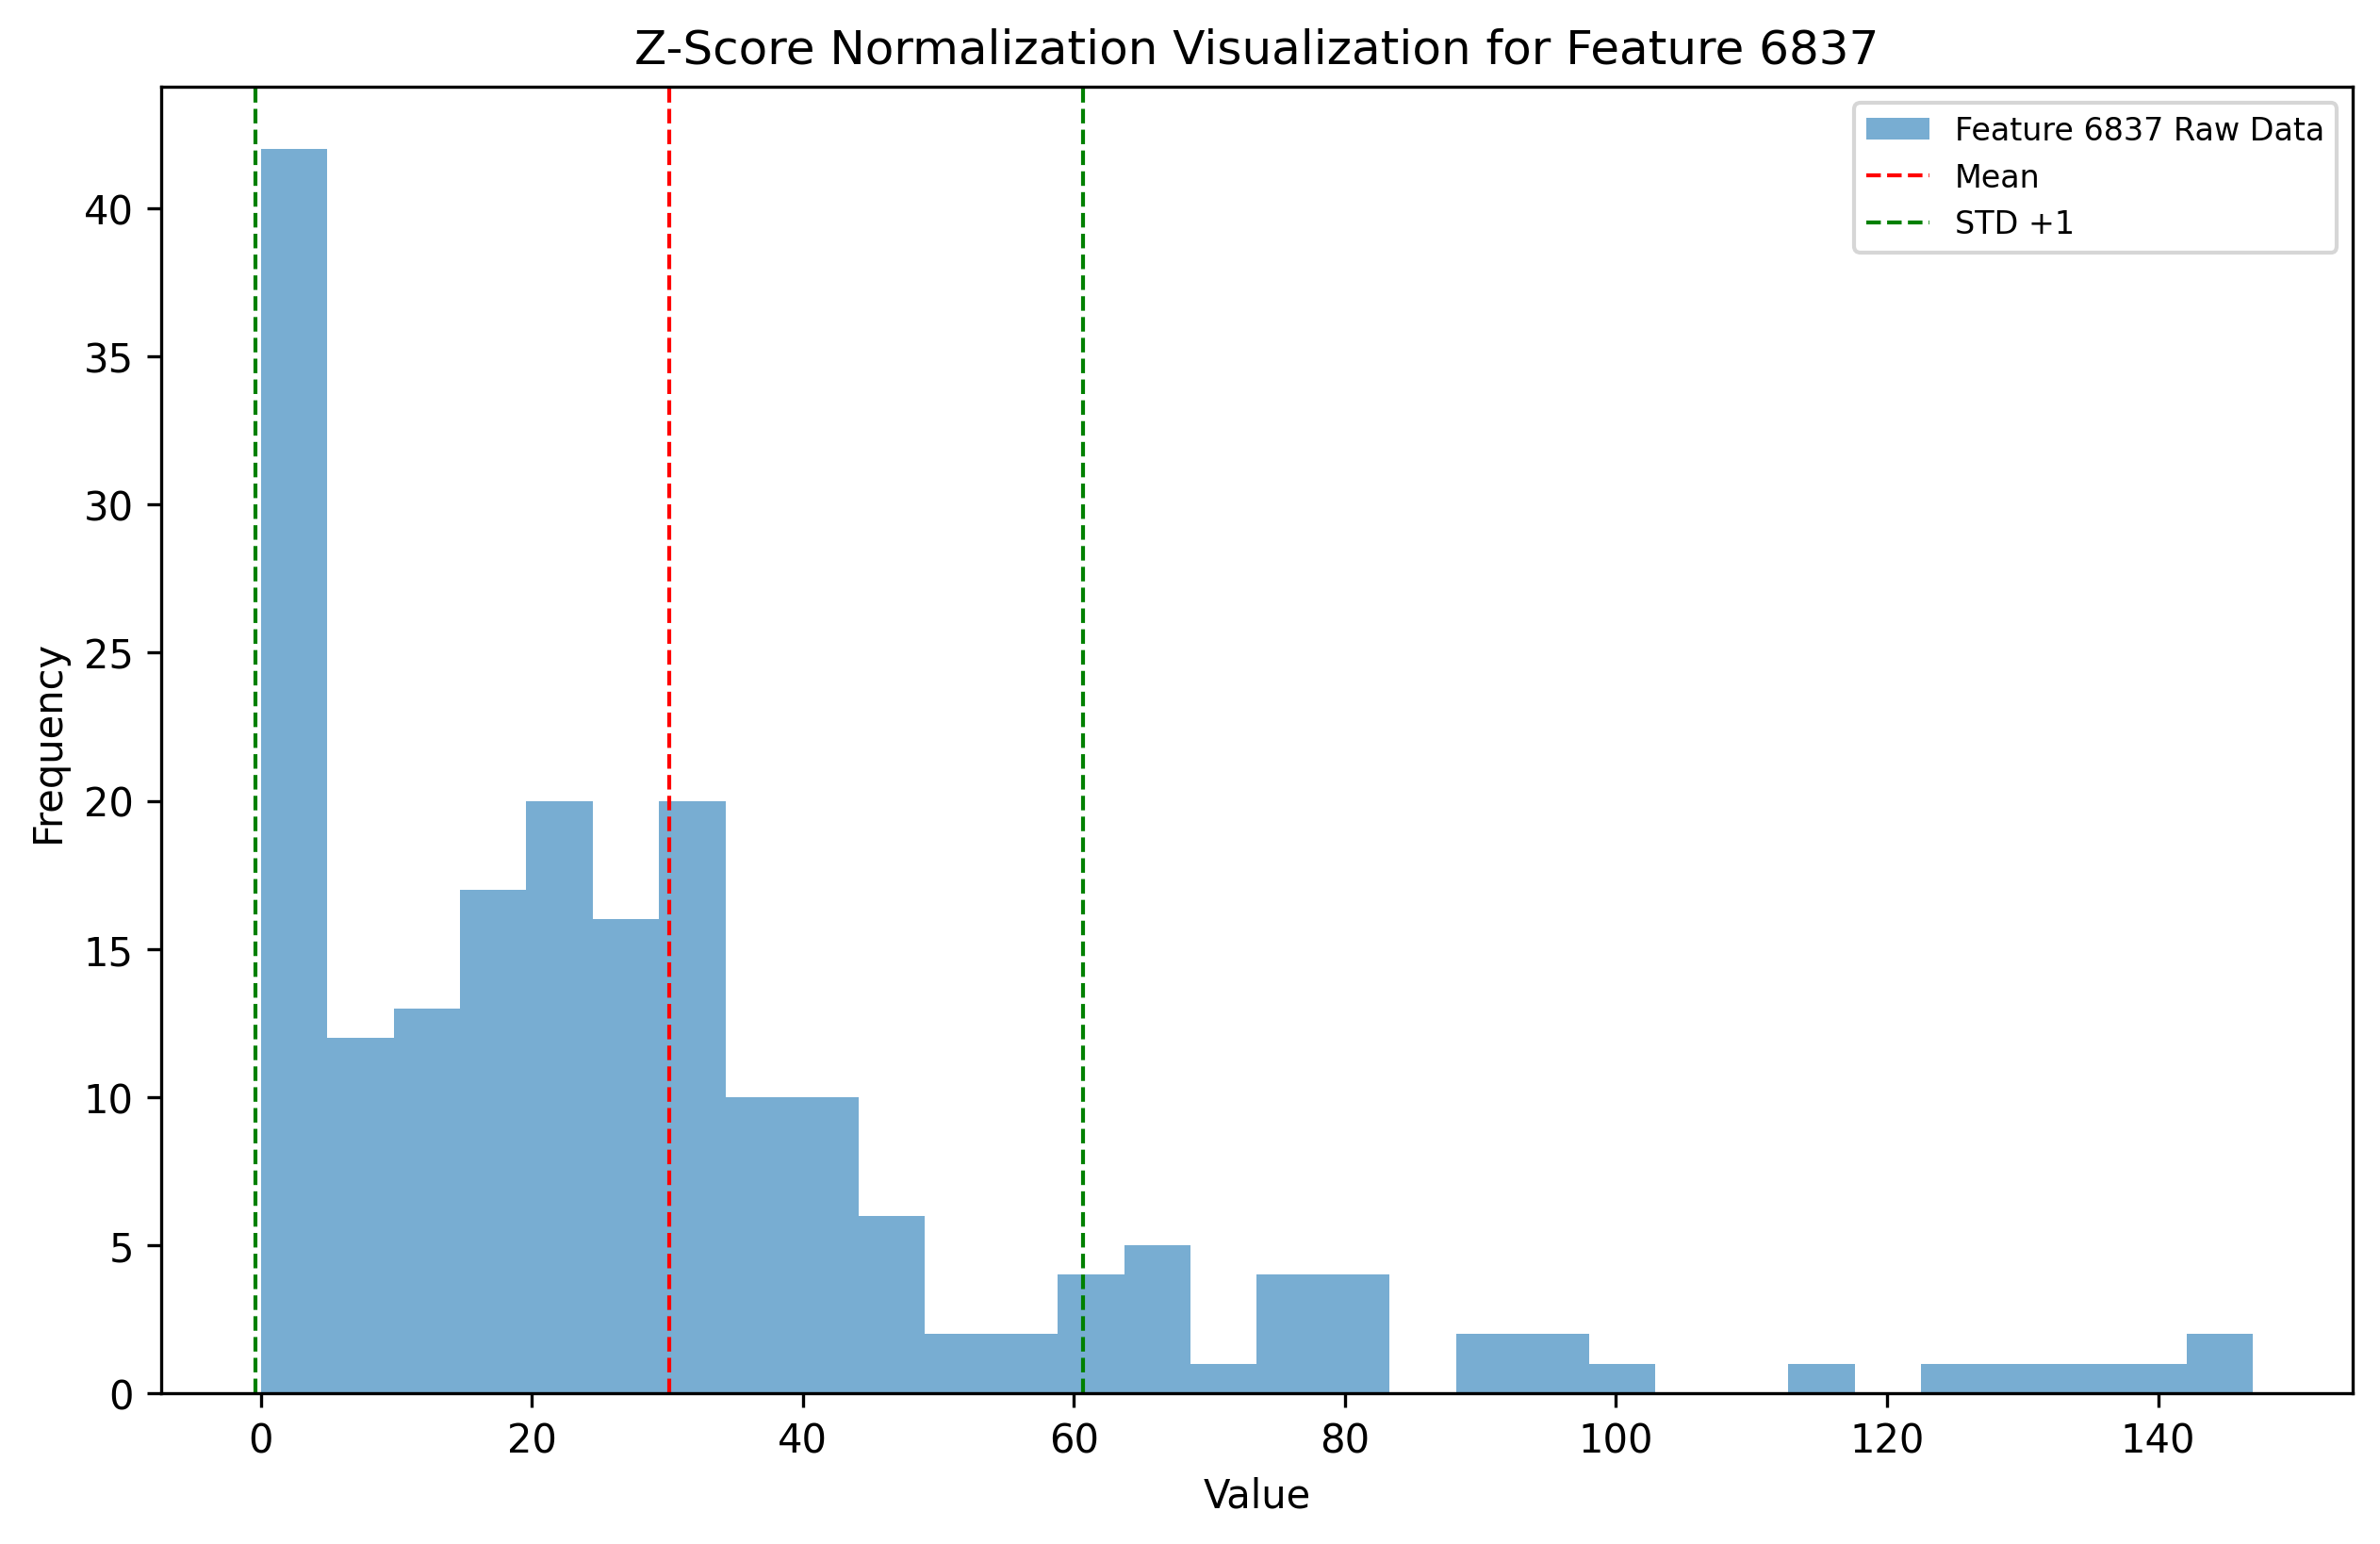 Z-Score Normalization Visualization for Feature 6837
Feature 6837 Raw Data
Mean
STD +1
Frequency
40
35
30
25
20
15
10
5
0
0 20 40 60 80 100 120 140
Value